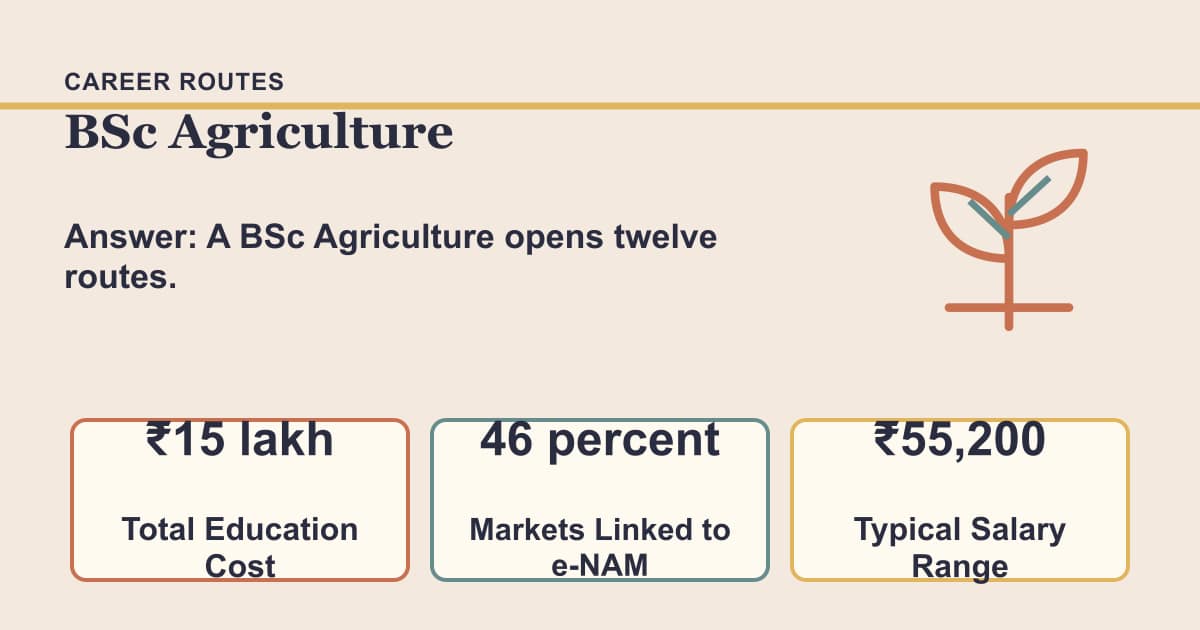 CAREER ROUTES
BSc Agriculture
Answer: A BSc Agriculture opens twelve
routes.
₹15 lakh
Total Education
Cost
46 percent
Markets Linked to
e-NAM
₹55,200
Typical Salary
Range